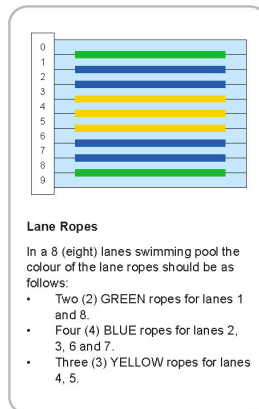 0
1
2
3
4
5
6
7
8
9
Lane Ropes
In a 8 (eight) lanes swimming pool the
colour of the lane ropes should be as
follows:
• Two (2) GREEN ropes for lanes 1
and 8.
• Four (4) BLUE ropes for lanes 2,
3, 6 and 7.
• Three (3) YELLOW ropes for lanes
4, 5.